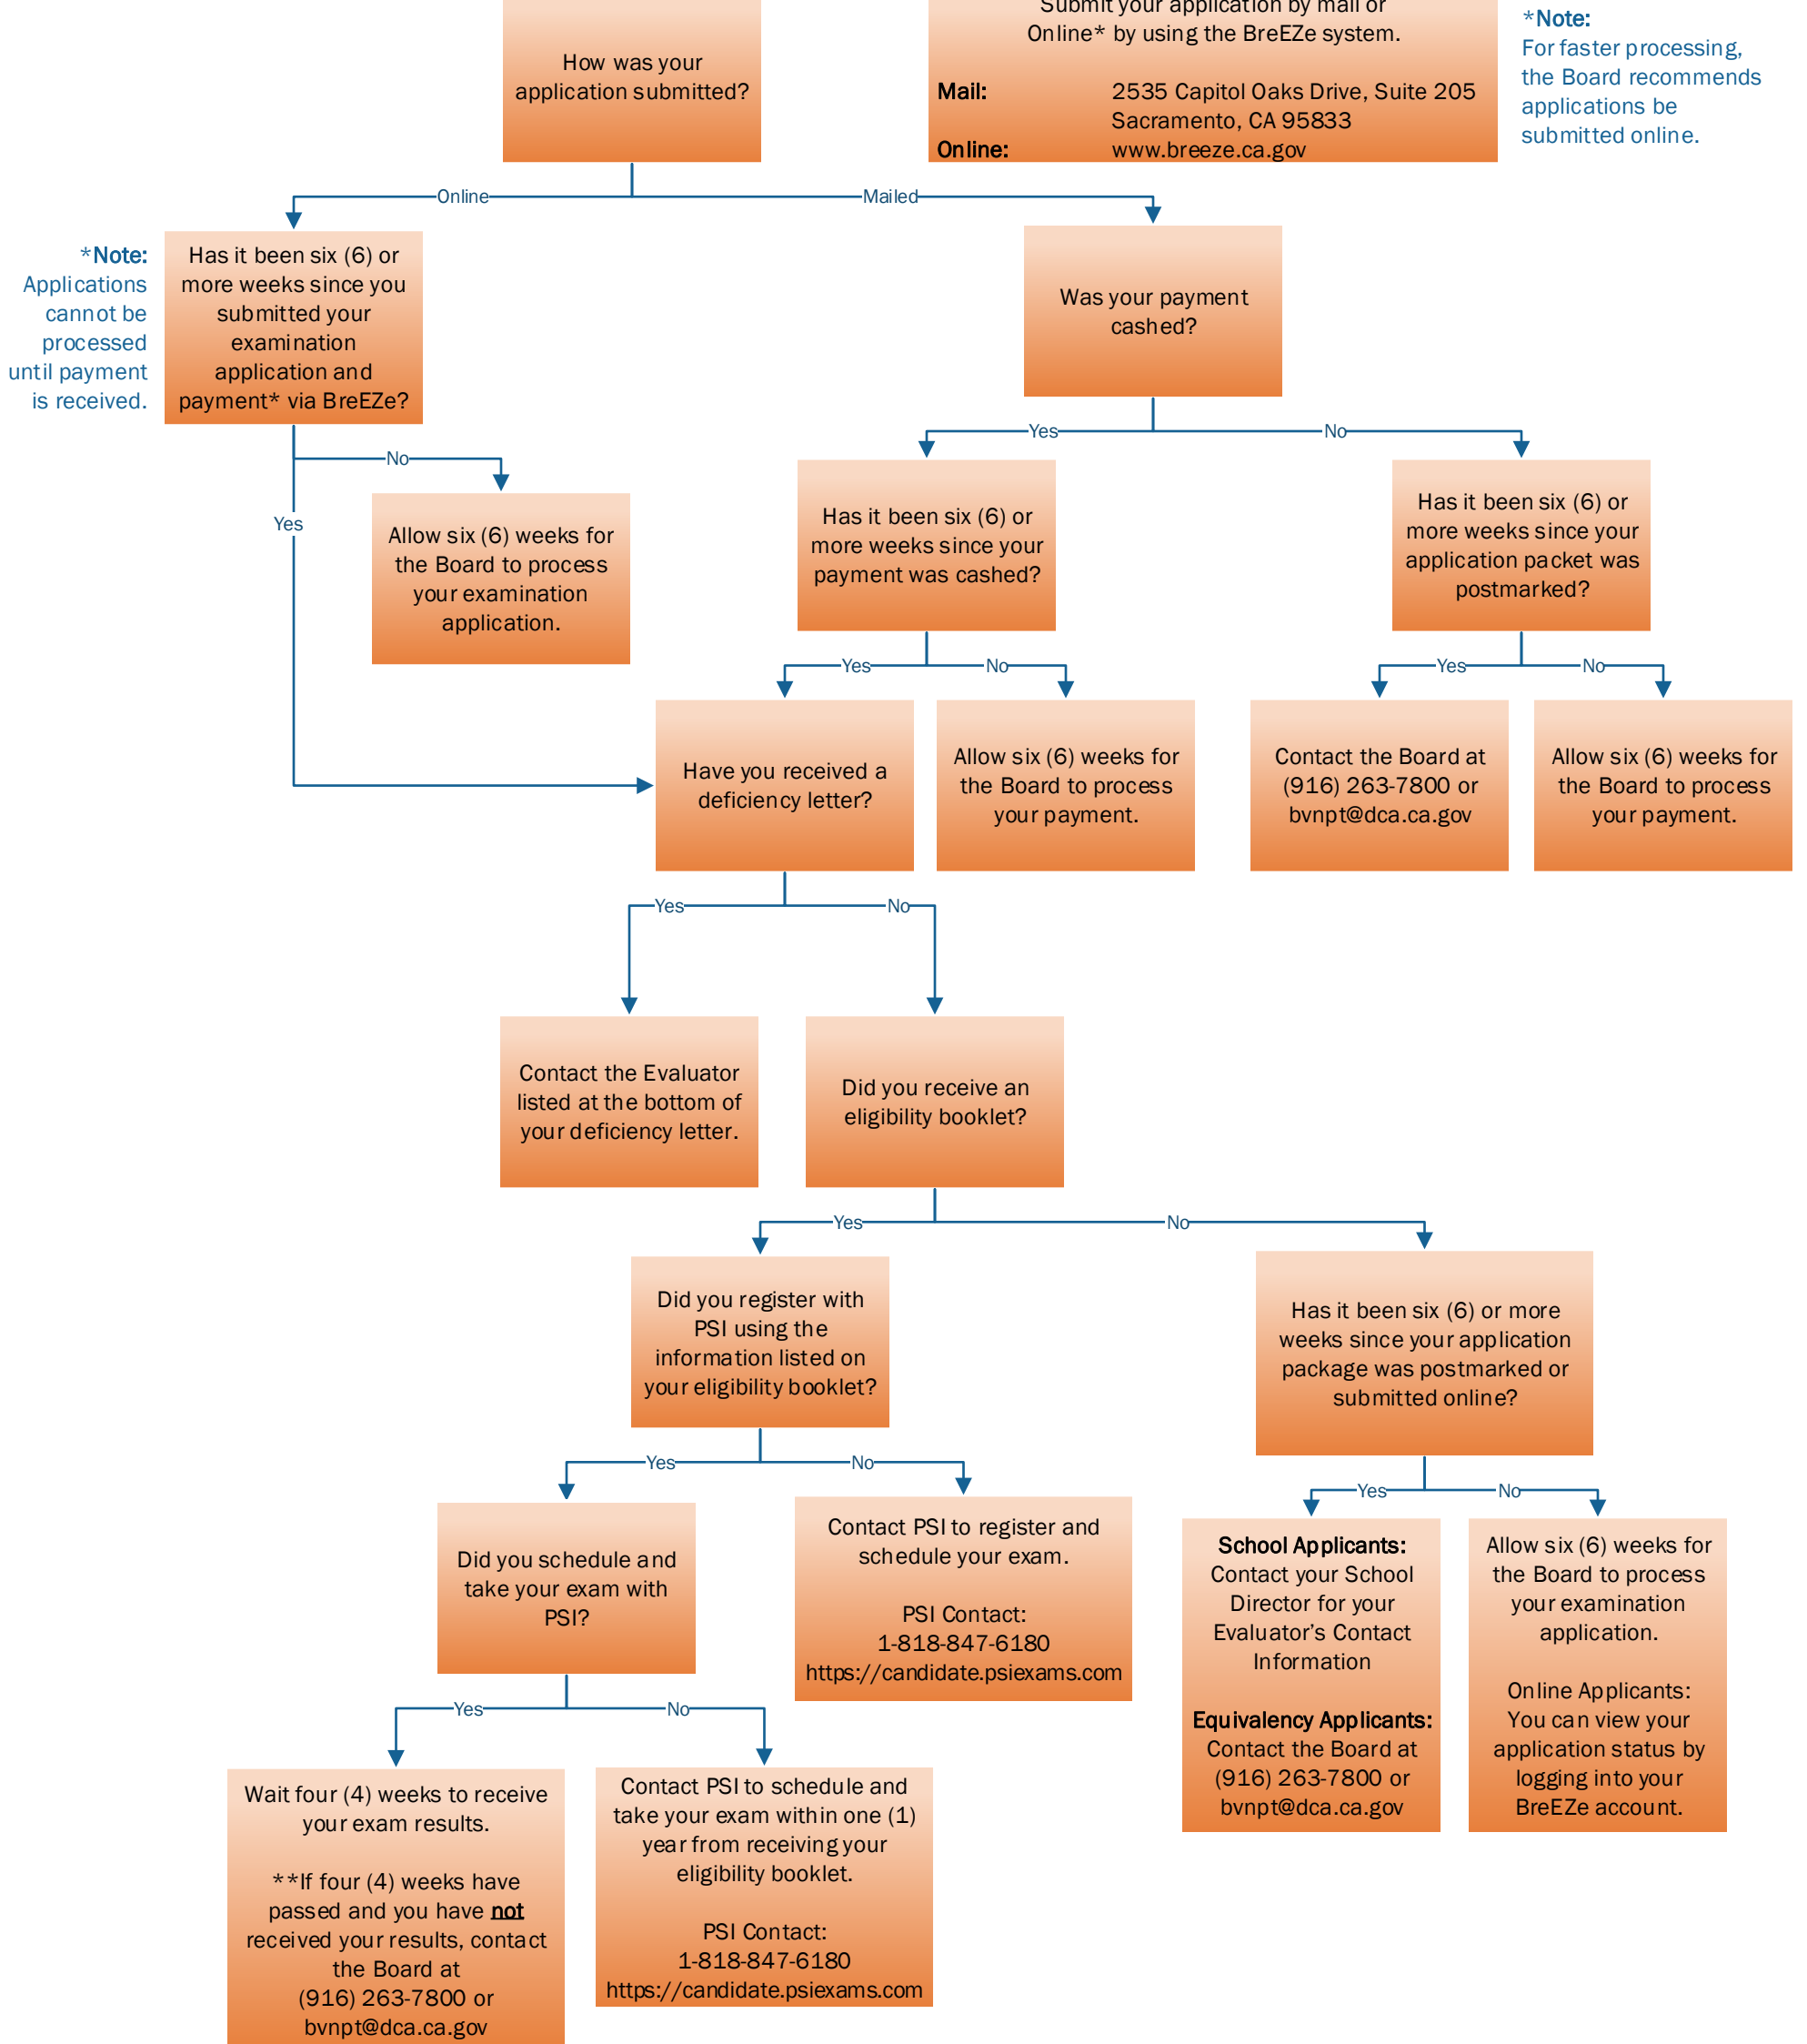 Submit your application by mail or
Online* by using the BreEZe system.
Mail: 2535 Capitol Oaks Drive, Suite 205
Sacramento, CA 95833
Online: www.breeze.ca.gov
*Note:
For faster processing,
the Board recommends
applications be
submitted online.
How was your
application submitted?
Online
Mailed
*Note:
Applications
cannot be
processed
until payment
is received.
Has it been six (6) or
more weeks since you
submitted your
examination
application and
payment* via BreEZe?
Was your payment
cashed?
No
Yes
Yes
No
Allow six (6) weeks for
the Board to process
your examination
application.
Has it been six (6) or
more weeks since your
payment was cashed?
Has it been six (6) or
more weeks since your
application packet was
postmarked?
Yes
No
Yes
No
Have you received a
deficiency letter?
Allow six (6) weeks for
the Board to process
your payment.
Contact the Board at
(916) 263-7800 or
bvnpt@dca.ca.gov
Allow six (6) weeks for
the Board to process
your payment.
Yes
No
Contact the Evaluator
listed at the bottom of
your deficiency letter.
Did you receive an
eligibility booklet?
Yes
No
Did you register with
PSI using the
information listed on
your eligibility booklet?
Has it been six (6) or more
weeks since your application
package was postmarked or
submitted online?
Yes
No
Yes
No
Did you schedule and
take your exam with
PSI?
Contact PSI to register and
schedule your exam.
PSI Contact:
1-818-847-6180
https://candidate.psiexams.com
School Applicants:
Contact your School
Director for your
Evaluator's Contact
Information
Equivalency Applicants:
Contact the Board at
(916) 263-7800 or
bvnpt@dca.ca.gov
Allow six (6) weeks for
the Board to process
your examination
application.
Online Applicants:
You can view your
application status by
logging into your
BreEZe account.
Yes
No
Wait four (4) weeks to receive
your exam results.
**If four (4) weeks have
passed and you have not
received your results, contact
the Board at
(916) 263-7800 or
bvnpt@dca.ca.gov
Contact PSI to schedule and
take your exam within one (1)
year from receiving your
eligibility booklet.
PSI Contact:
1-818-847-6180
https://candidate.psiexams.com